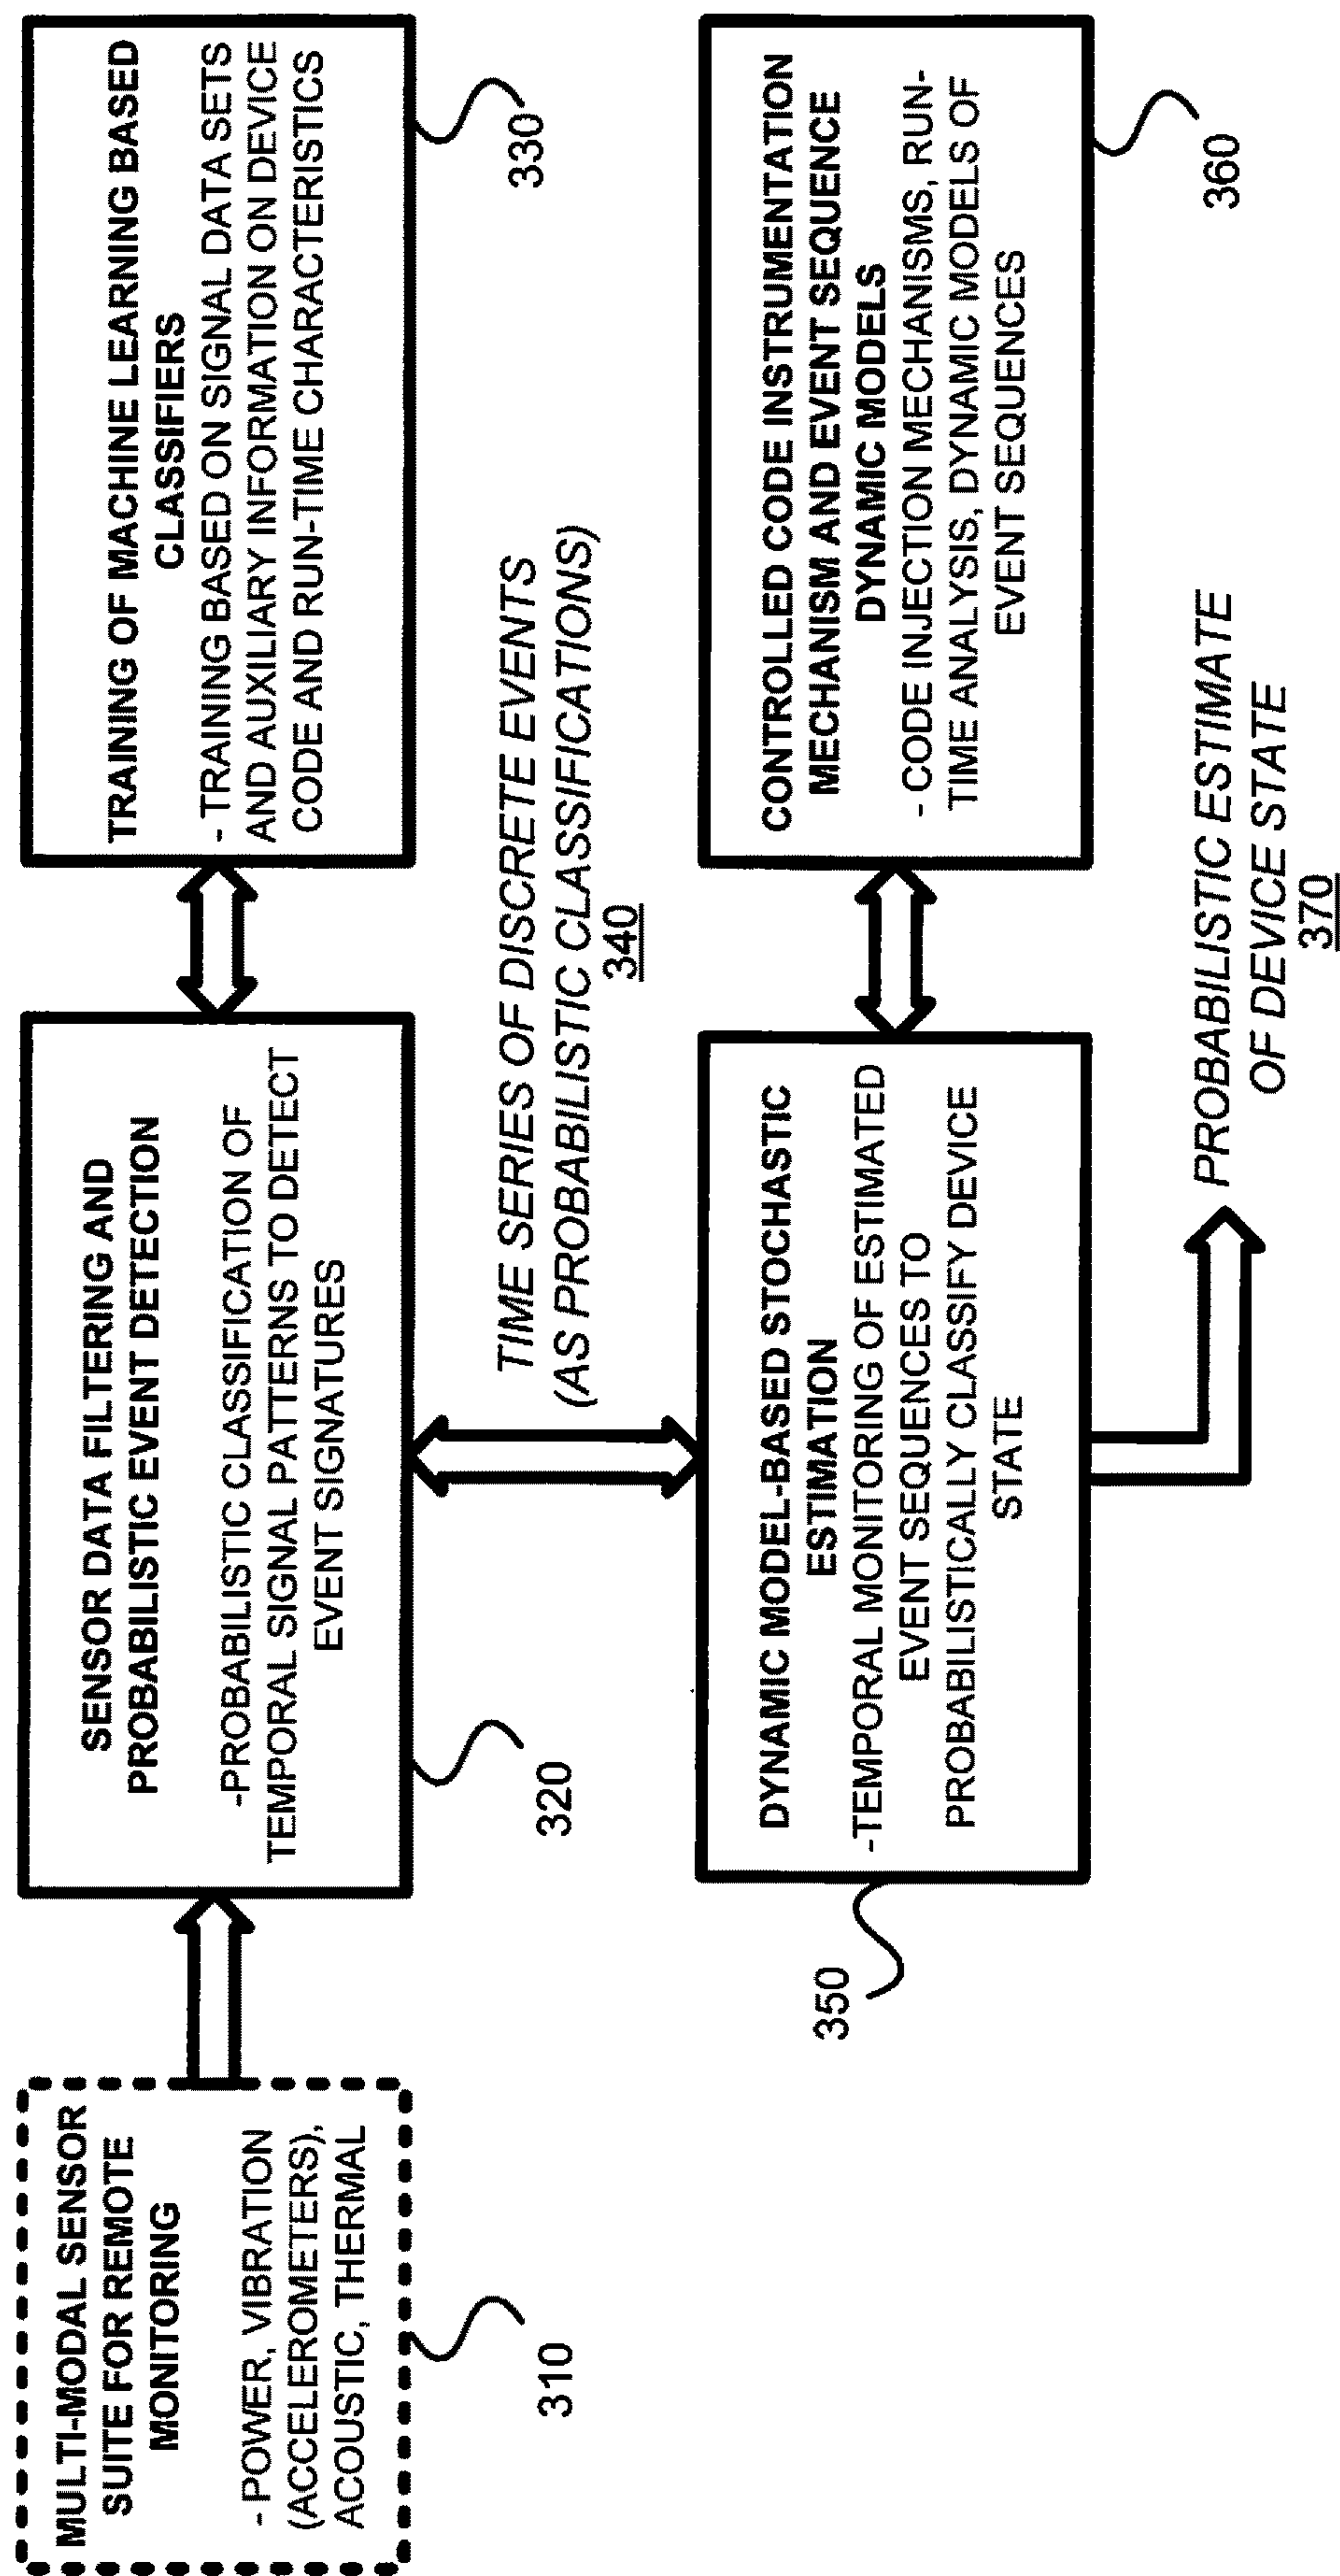 MULTI-MODAL SENSOR
SUITE FOR REMOTE
MONITORING
- POWER, VIBRATION
(ACCELEROMETERS),
ACOUSTIC, THERMAL
310
SENSOR DATA FILTERING AND
PROBABILISTIC EVENT DETECTION
-PROBABILISTIC CLASSIFICATION OF
TEMPORAL SIGNAL PATTERNS TO DETECT
EVENT SIGNATURES
320
TRAINING OF MACHINE LEARNING BASED
CLASSIFIERS
- TRAINING BASED ON SIGNAL DATA SETS
AND AUXILIARY INFORMATION ON DEVICE
CODE AND RUN-TIME CHARACTERISTICS
330
TIME SERIES OF DISCRETE EVENTS
(AS PROBABILISTIC CLASSIFICATIONS)
340
DYNAMIC MODEL-BASED STOCHASTIC
ESTIMATION
-TEMPORAL MONITORING OF ESTIMATED
EVENT SEQUENCES TO
PROBABILISTICALLY CLASSIFY DEVICE
STATE
350
CONTROLLED CODE INSTRUMENTATION
MECHANISM AND EVENT SEQUENCE
DYNAMIC MODELS
- CODE INJECTION MECHANISMS, RUN-
TIME ANALYSIS, DYNAMIC MODELS OF
EVENT SEQUENCES
360
PROBABILISTIC ESTIMATE
OF DEVICE STATE
370